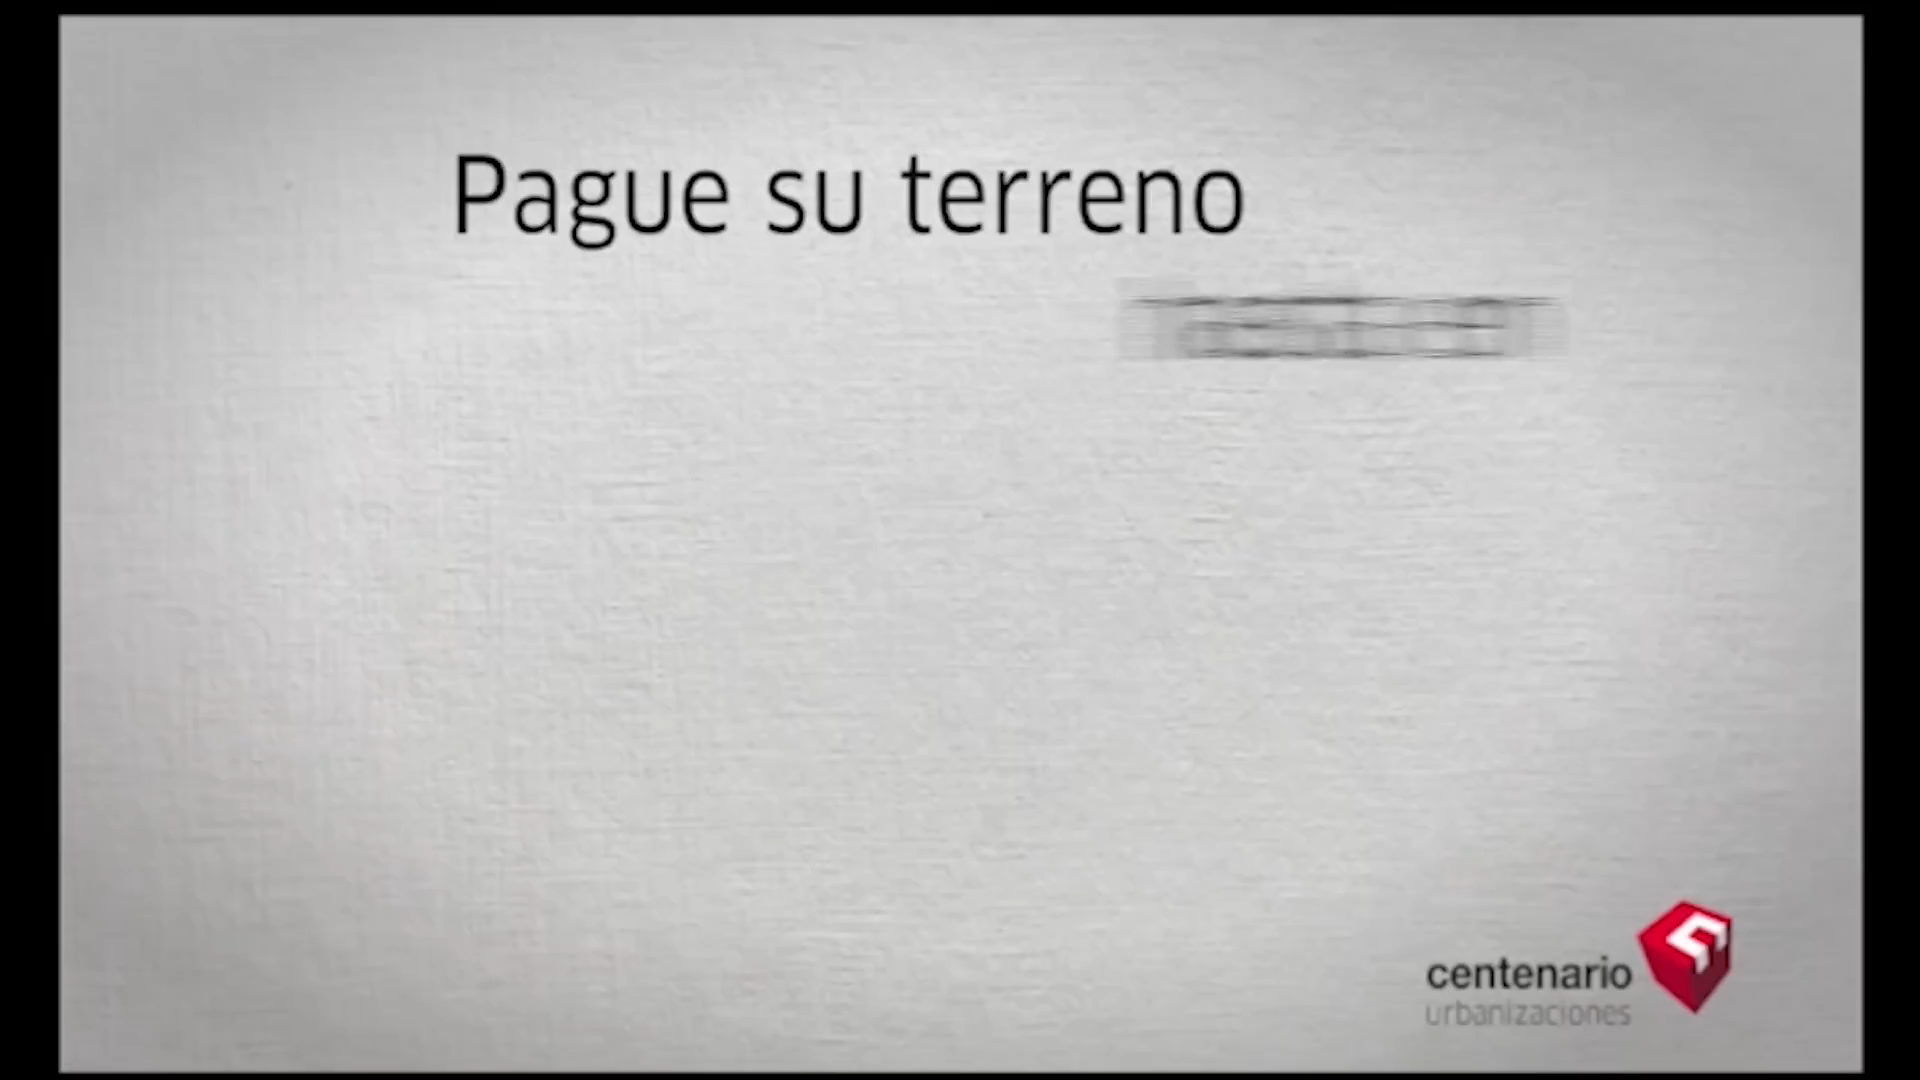 Pague su terreno
centenario
urbanizaciones